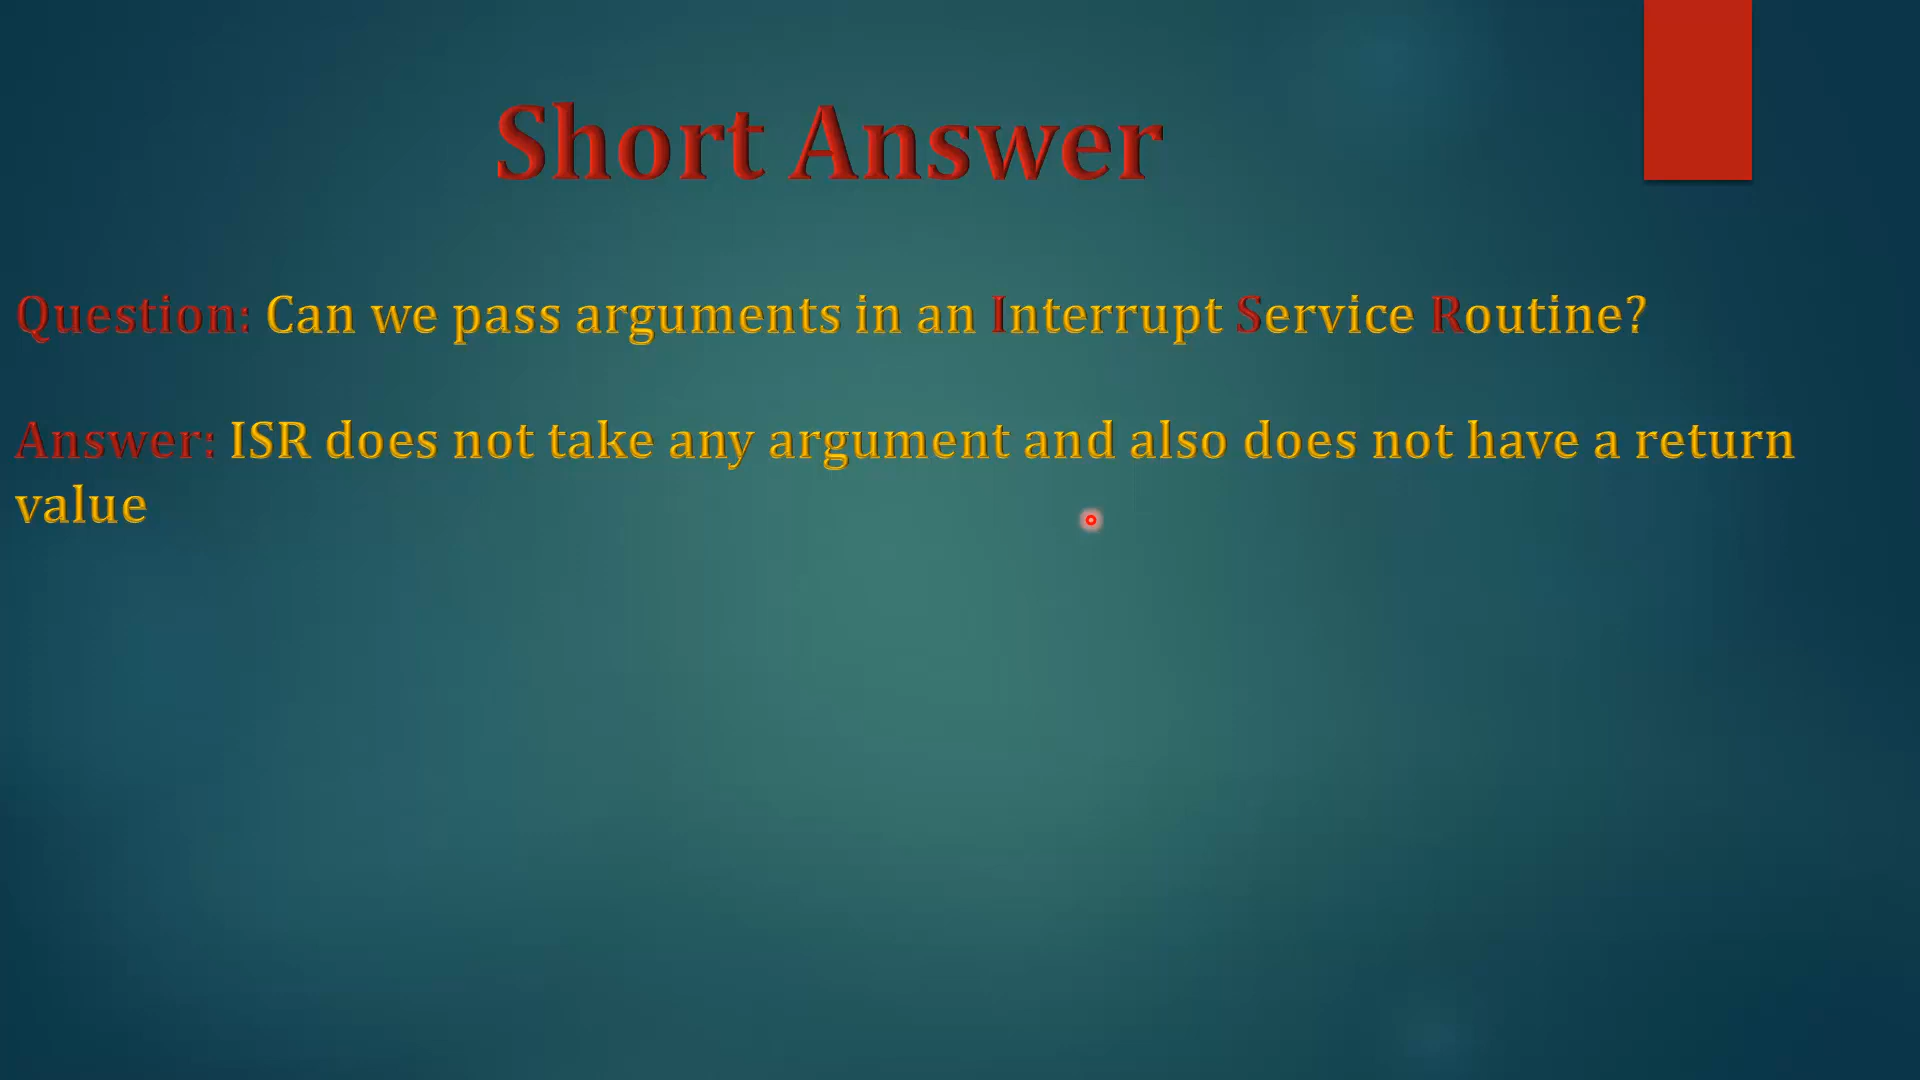 Short Answer
Question: Can we pass arguments in an Interrupt Service Routine?
Answer: ISR does not take any argument and also does not have a return
value